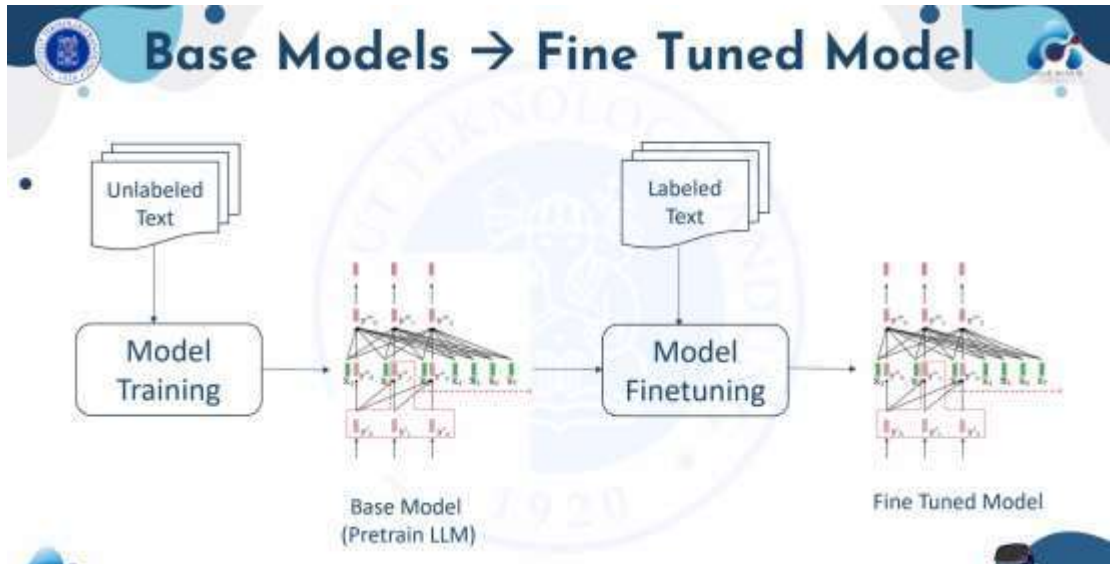 Base Models → Fine Tuned Model
Unlabeled
Text
Labeled
Text
Model
Training
Model
Finetuning
Base Model
(Pretrain LLM)
Fine Tuned Model
1920